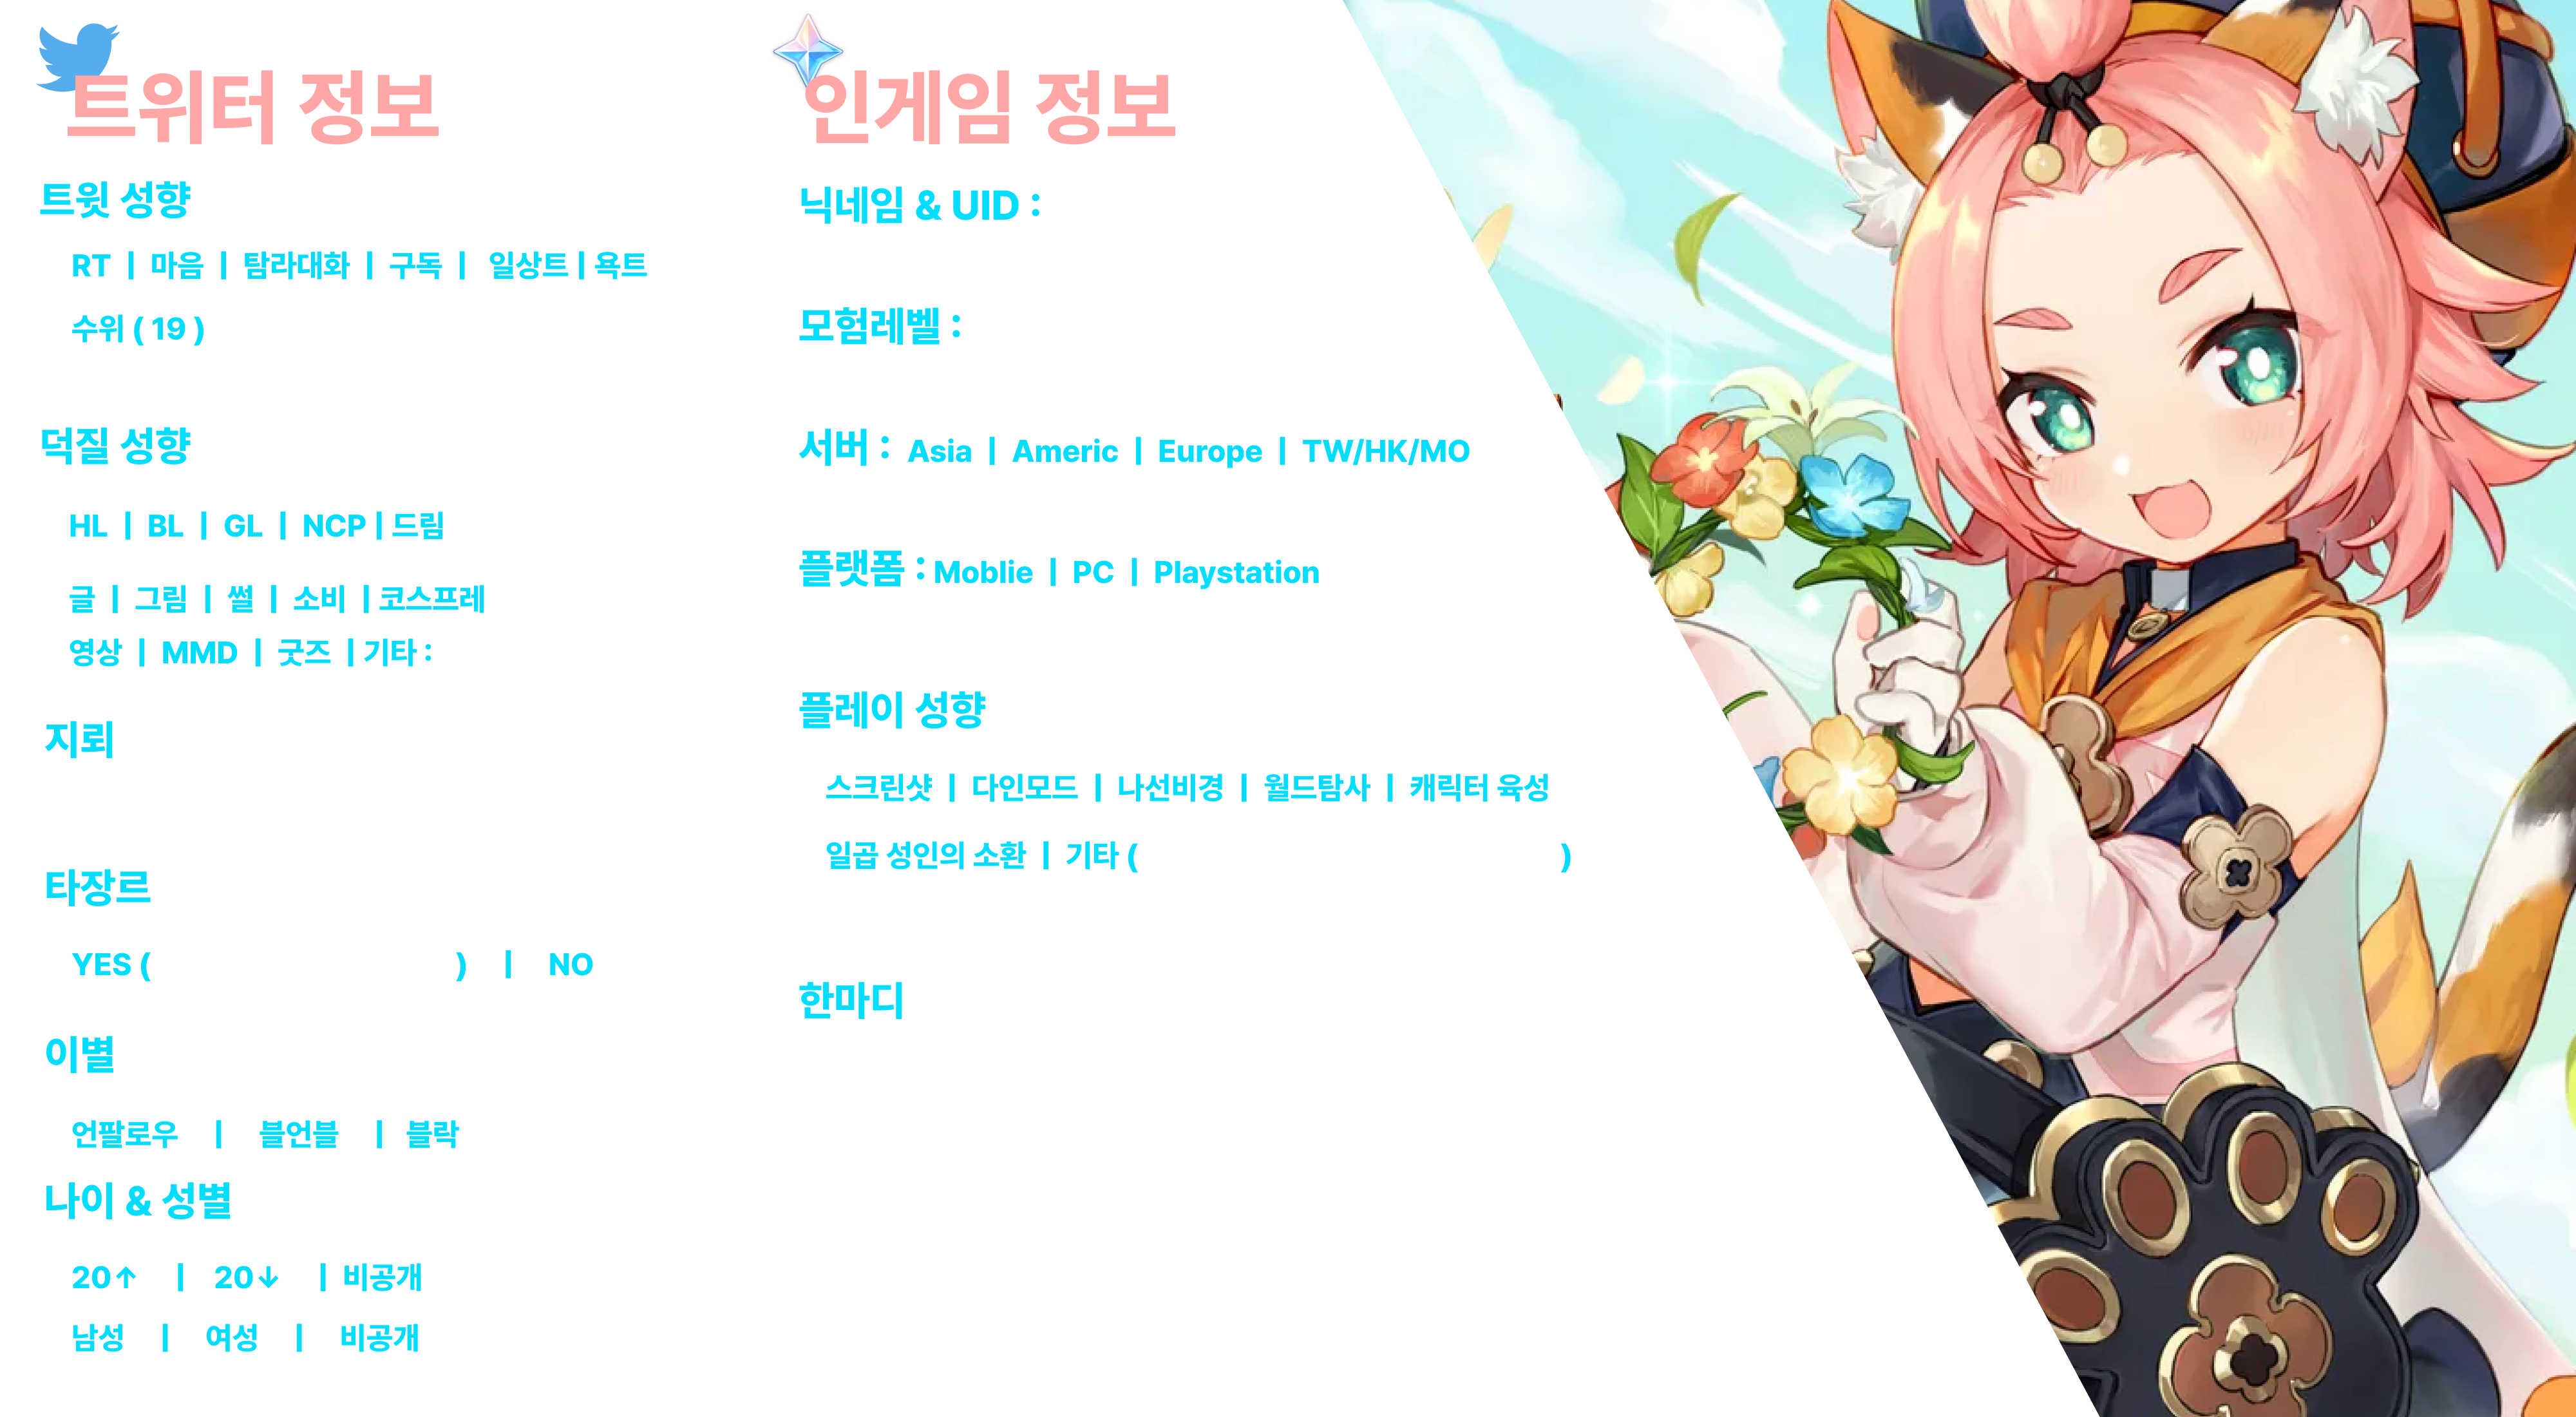 트위터 정보
트윗 성향
RT | 마음 | 탐라대화 | 구독 | 일상트 | 욕트
수위 ( 19 )
덕질 성향
HL | BL | GL | NCP | 드림
글 | 그림 | 썰 | 소비 | 코스프레
영상 | MMD | 굿즈 | 기타 :
지뢰
타장르
YES ( ) | NO
이별
언팔로우 | 블언블 | 블락
나이 & 성별
20↑ | 20↓ | 비공개
남성 | 여성 | 비공개
인게임 정보
닉네임 & UID :
모험레벨 :
서버 : Asia | Americ | Europe | TW/HK/MO
플랫폼 : Moblie | PC | Playstation
플레이 성향
스크린샷 | 다인모드 | 나선비경 | 월드탐사 | 캐릭터 육성
일곱 성인의 소환 | 기타 ( )
한마디